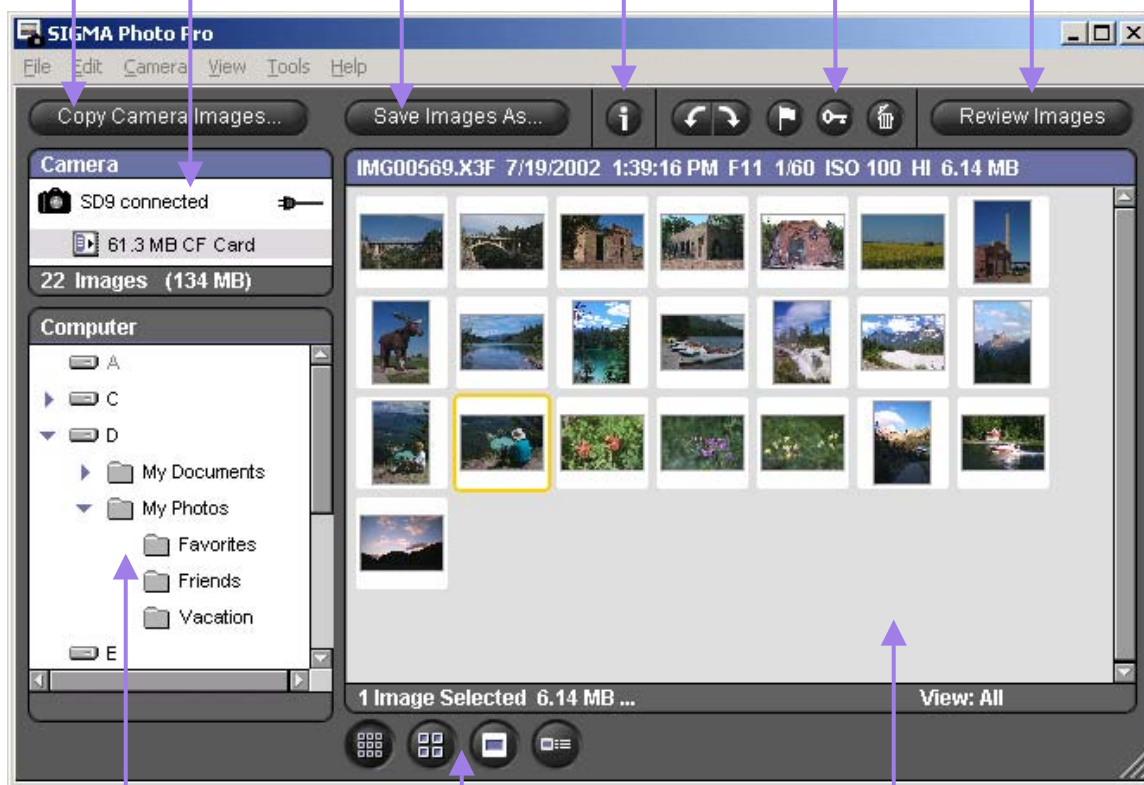 SIGMA Photo Pro
File Edit Camera View Tools Help
Copy Camera Images...
Save Images As...
Review Images
Camera
IMG00569.X3F 7/19/2002 1:39:16 PM F11 1/60 ISO 100 HI 6.14 MB
SD9 connected
61.3 MB CF Card
22 Images (134 MB)
Computer
A
C
D
My Documents
My Photos
Favorites
Friends
Vacation
E
1 Image Selected 6.14 MB ...
View: All